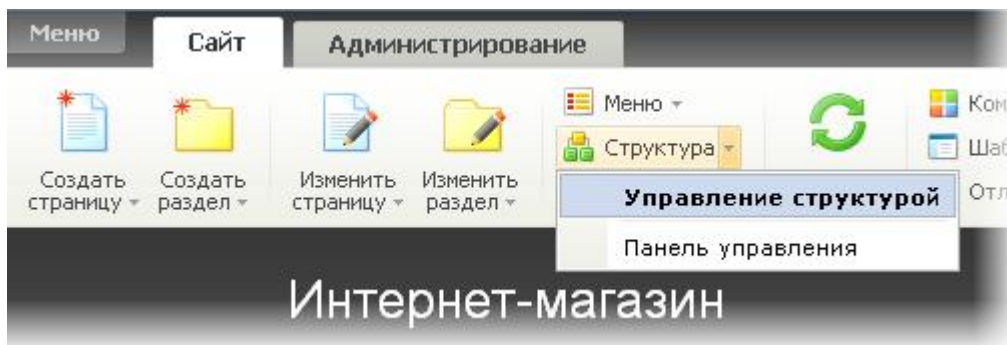 Меню
Сайт
Администрирование
Меню
Структура
Создать
страницу
Создать
раздел
Изменить
страницу
Изменить
раздел
Управление структурой
Панель управления
Интернет-магазин